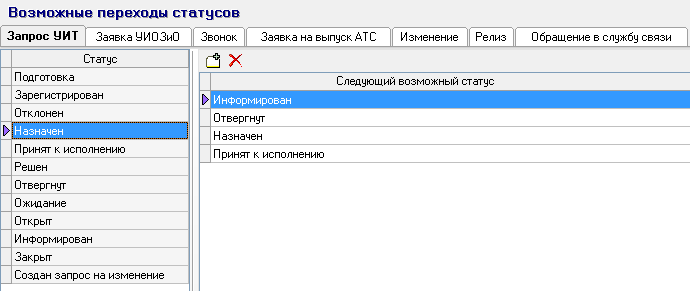 Возможные переходы статусов
Запрос УИТ Заявка УИОЗиО Звонок Заявка на выпуск АТС Изменение Релиз Обращение в службу связи
Статус
Подготовка
Зарегистрирован
Отклонен
Назначен
Принят к исполнению
Решен
Отвергнут
Ожидание
Открыт
Информирован
Закрыт
Создан запрос на изменение
Следующий возможный статус
Информирован
Отвергнут
Назначен
Принят к исполнению